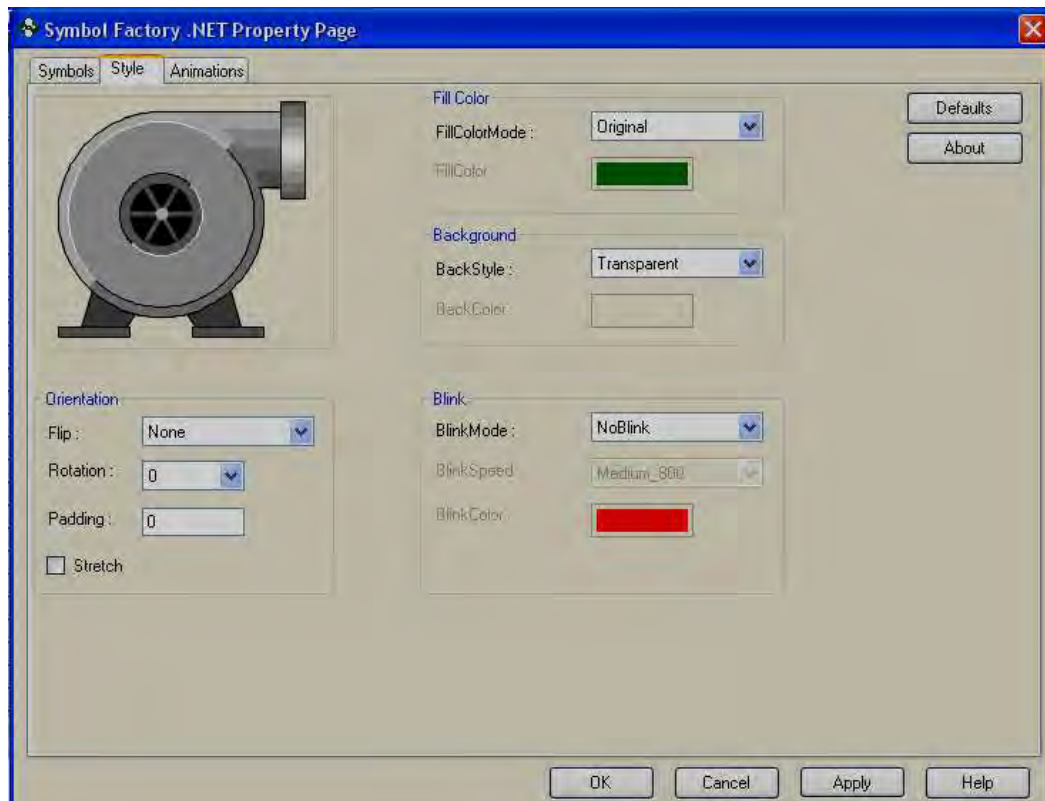 Symbol Factory .NET Property Page
Symbols Style Animations
Fill Color
FillColorMode : Original
FillColor
Defaults
About
Background
BackStyle : Transparent
BackColor
Orientation
Flip : None
Rotation : 0
Padding : 0
Stretch
Blink
BlinkMode : NoBlink
BlinkSpeed Medium_800
BlinkColor
OK Cancel Apply Help